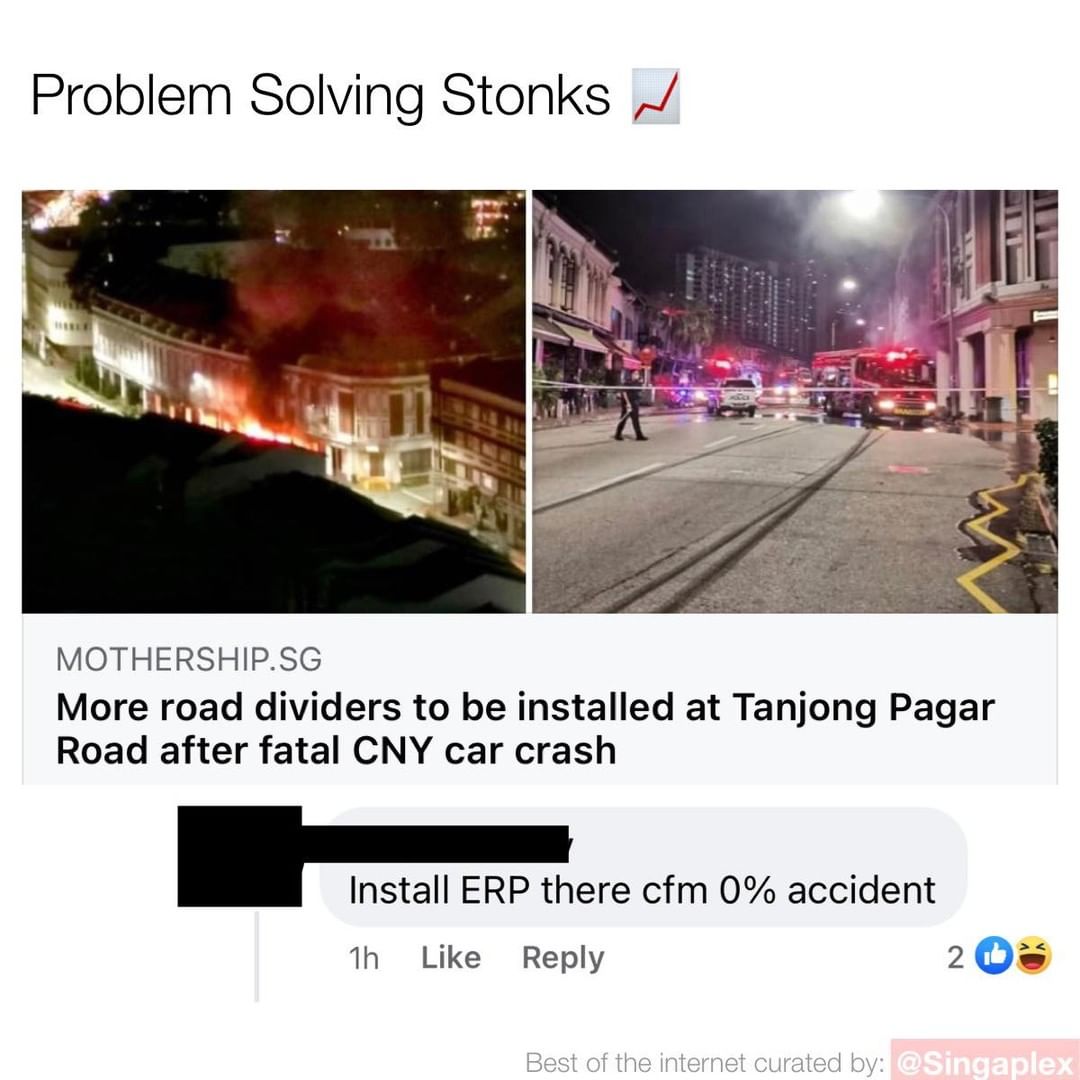 Problem Solving Stonks 📈
MOTHERSHIP.SG
More road dividers to be installed at Tanjong Pagar
Road after fatal CNY car crash
Install ERP there cfm 0% accident
1h Like Reply 2
Best of the internet curated by: @Singaplex